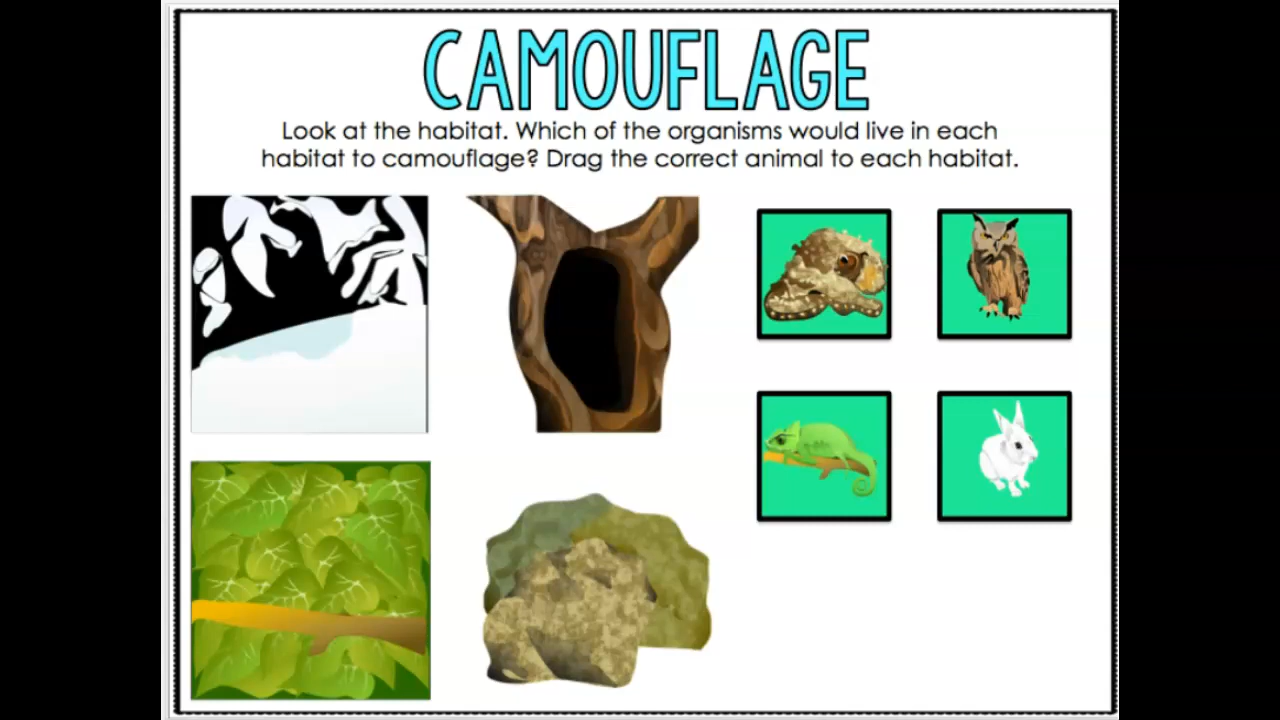 CAMOUFLAGE
Look at the habitat. Which of the organisms would live in each
habitat to camouflage? Drag the correct animal to each habitat.